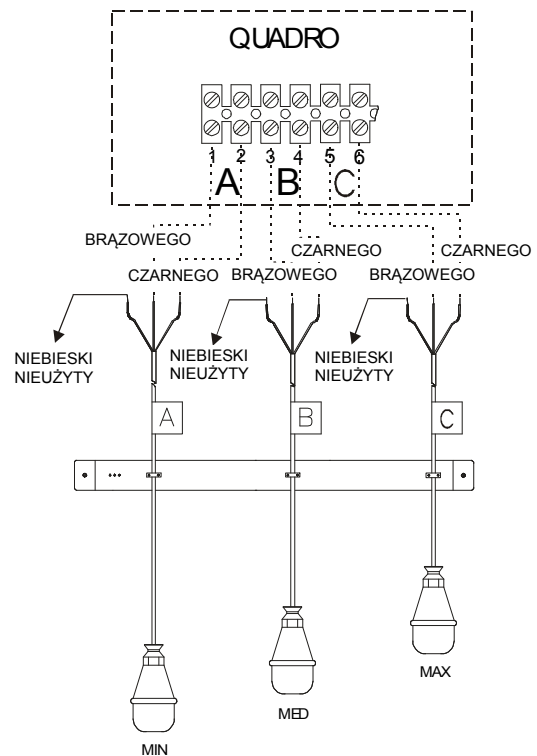 QUADRO
1 2 3 4 5 6
A B C
BRĄZOWEGO
CZARNEGO
BRĄZOWEGO
CZARNEGO
BRĄZOWEGO
CZARNEGO
NIEBIESKI
NIEUŻYTY
NIEBIESKI
NIEUŻYTY
NIEBIESKI
NIEUŻYTY
A B C
MIN
MED
MAX